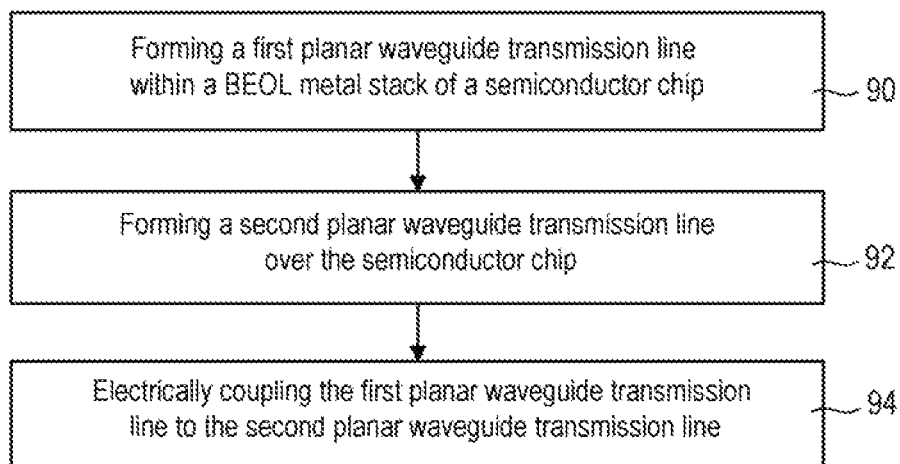 Forming a first planar waveguide transmission line
within a BEOL metal stack of a semiconductor chip
90
Forming a second planar waveguide transmission line
over the semiconductor chip
92
Electrically coupling the first planar waveguide transmission
line to the second planar waveguide transmission line
94